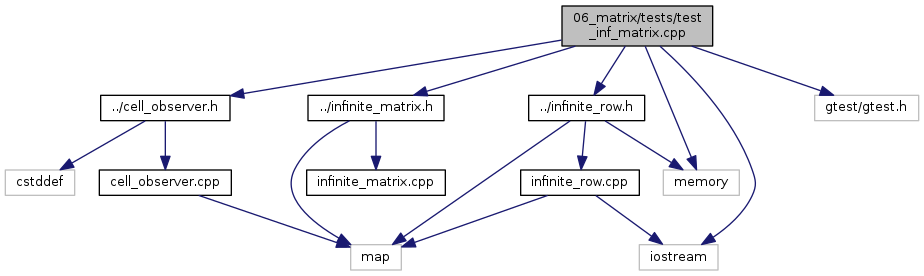 06_matrix/tests/test
_inf_matrix.cpp
../cell_observer.h
../infinite_matrix.h
../infinite_row.h
gtest/gtest.h
cstddef
cell_observer.cpp
infinite_matrix.cpp
infinite_row.cpp
memory
map
iostream